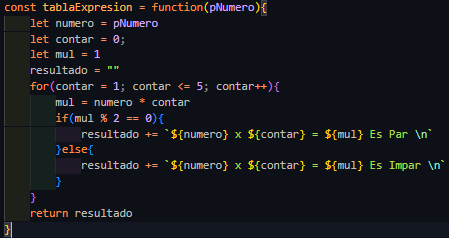 const tablaExpresion = function(pNumero){
    let numero = pNumero
    let contar = 0;
    let mul = 1
    resultado = ""
    for(contar = 1; contar <= 5; contar++){
        mul = numero * contar
        if(mul % 2 == 0){
            resultado += `${numero} x ${contar} = ${mul} Es Par \n`
        }else{
            resultado += `${numero} x ${contar} = ${mul} Es Impar \n`
        }
    }
    return resultado
}